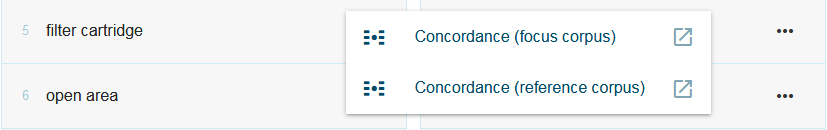 5 filter cartridge
Concordance (focus corpus)
Concordance (reference corpus)
6 open area